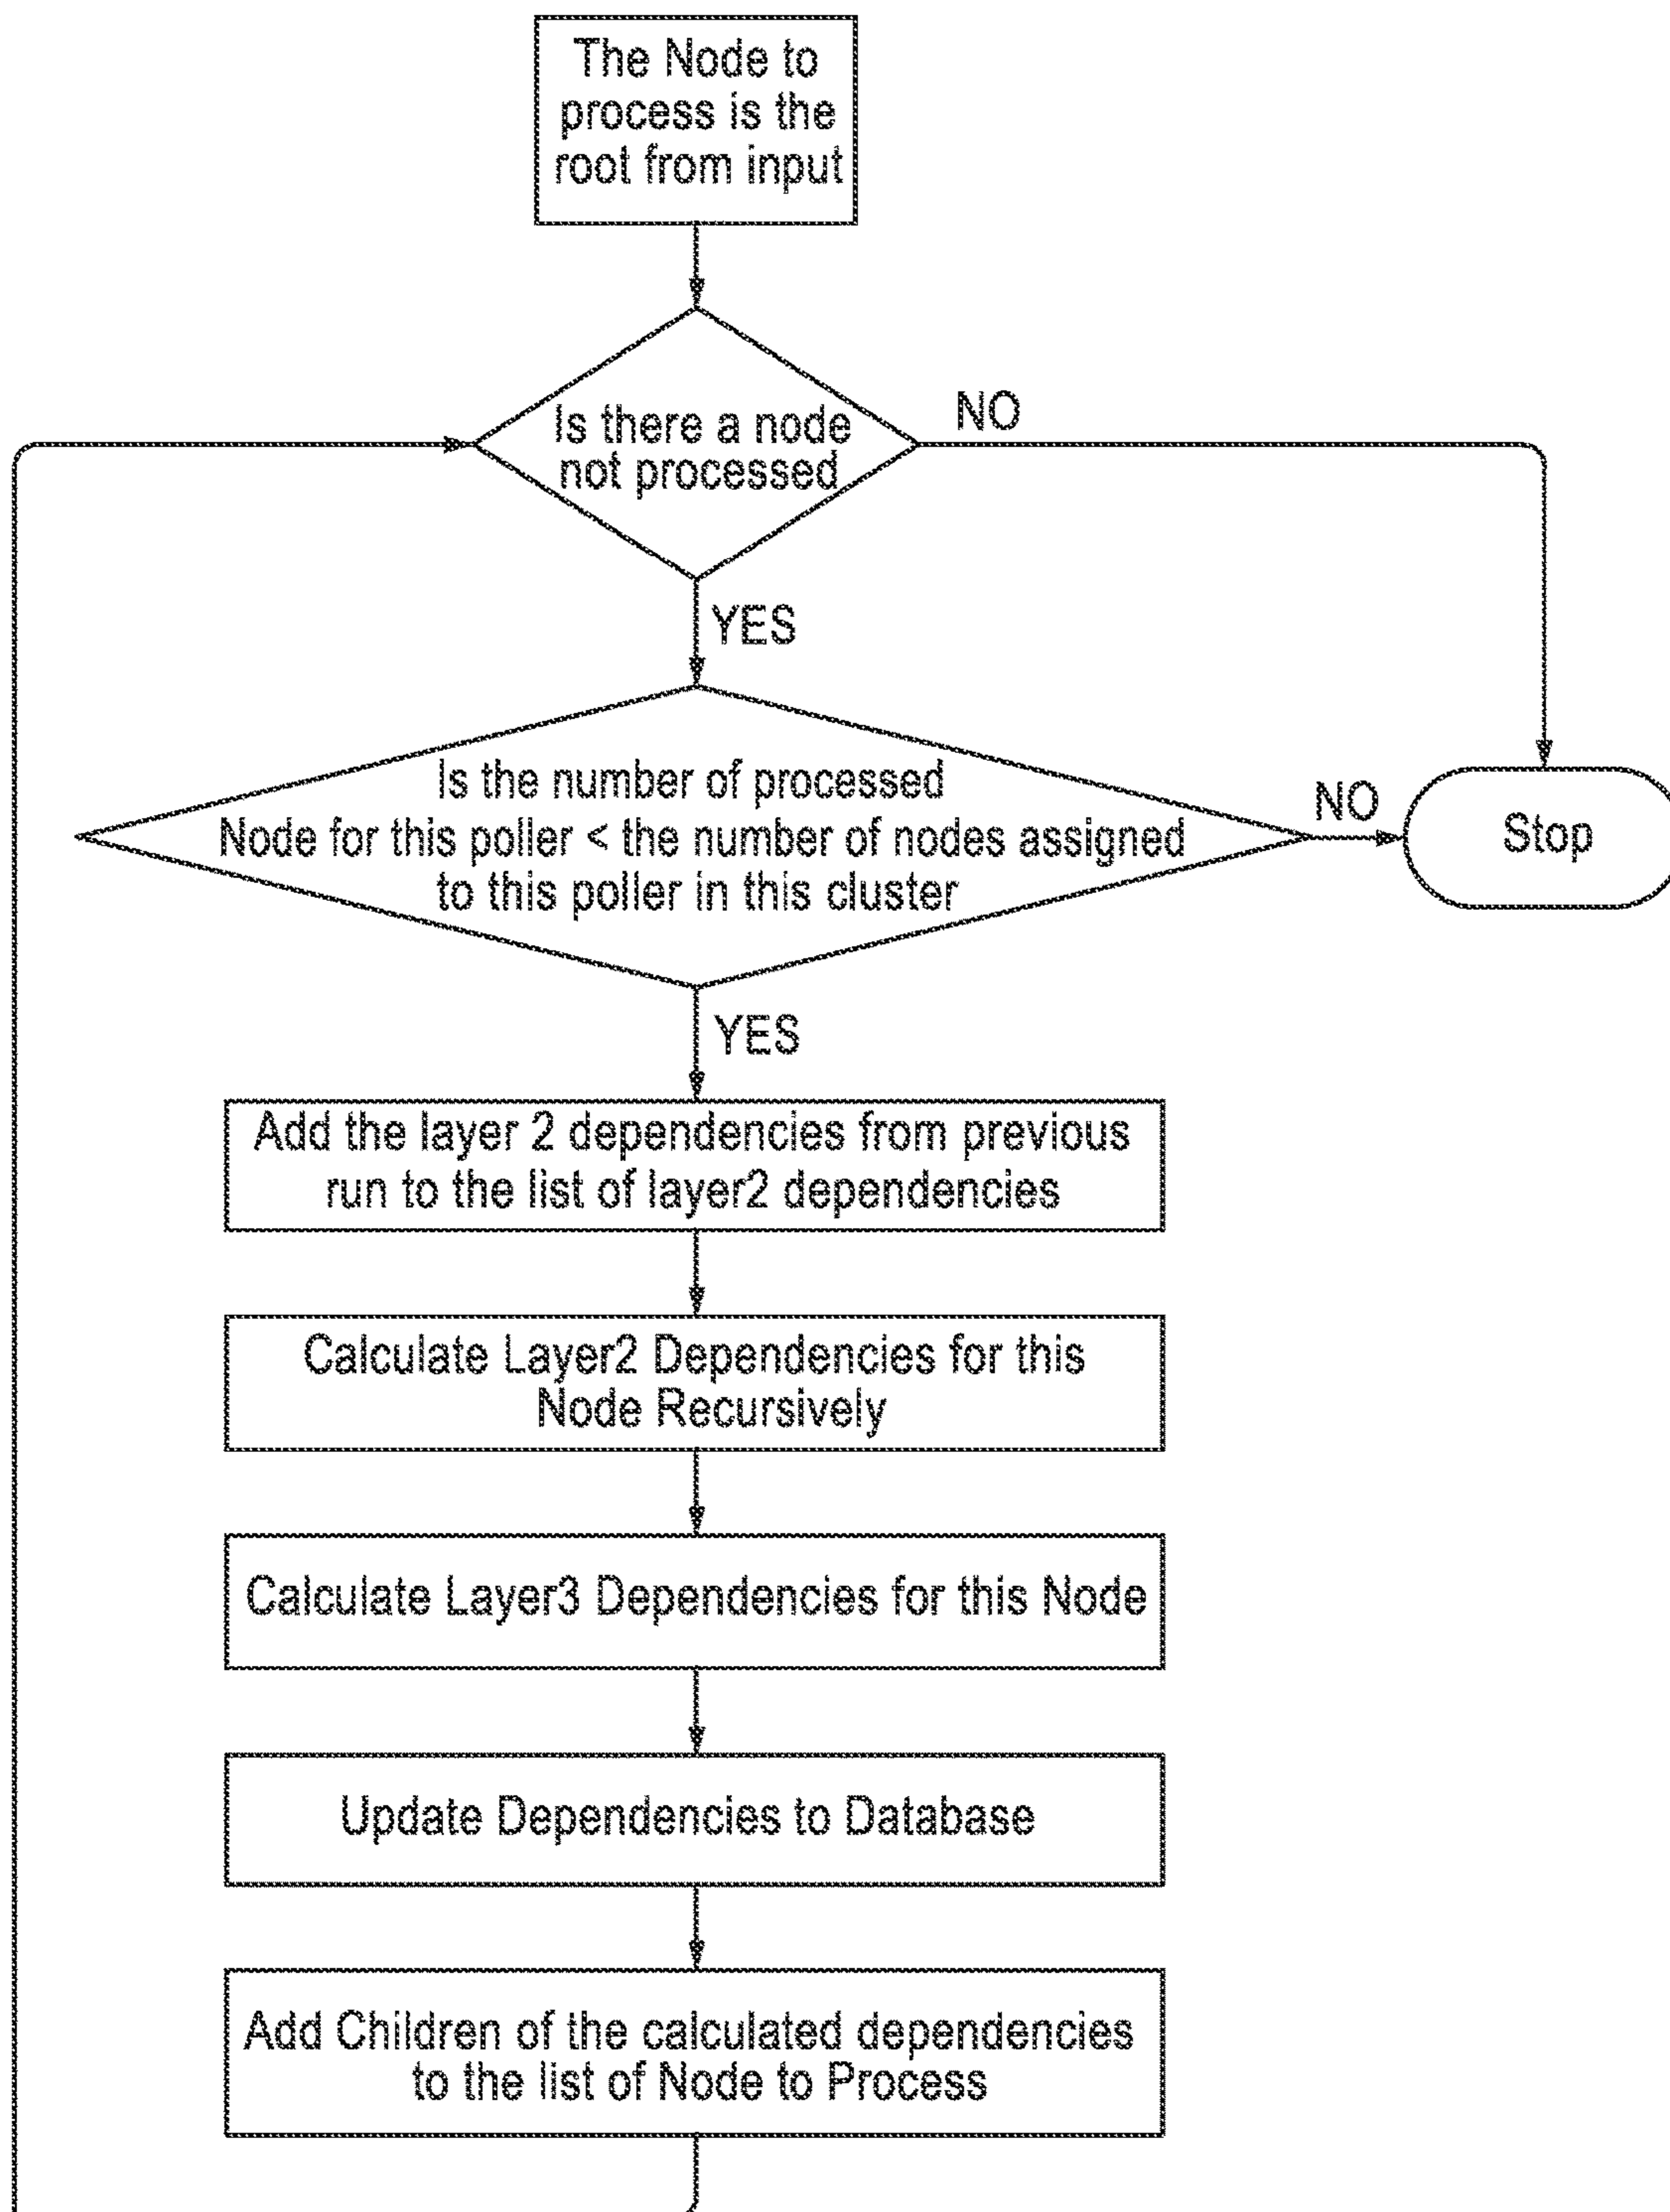 The Node to
process is the
root from input
Is there a node
not processed
NO
YES
Is the number of processed
Node for this poller < the number of nodes assigned
to this poller in this cluster
NO
Stop
YES
Add the layer 2 dependencies from previous
run to the list of layer2 dependencies
Calculate Layer2 Dependencies for this
Node Recursively
Calculate Layer3 Dependencies for this Node
Update Dependencies to Database
Add Children of the calculated dependencies
to the list of Node to Process